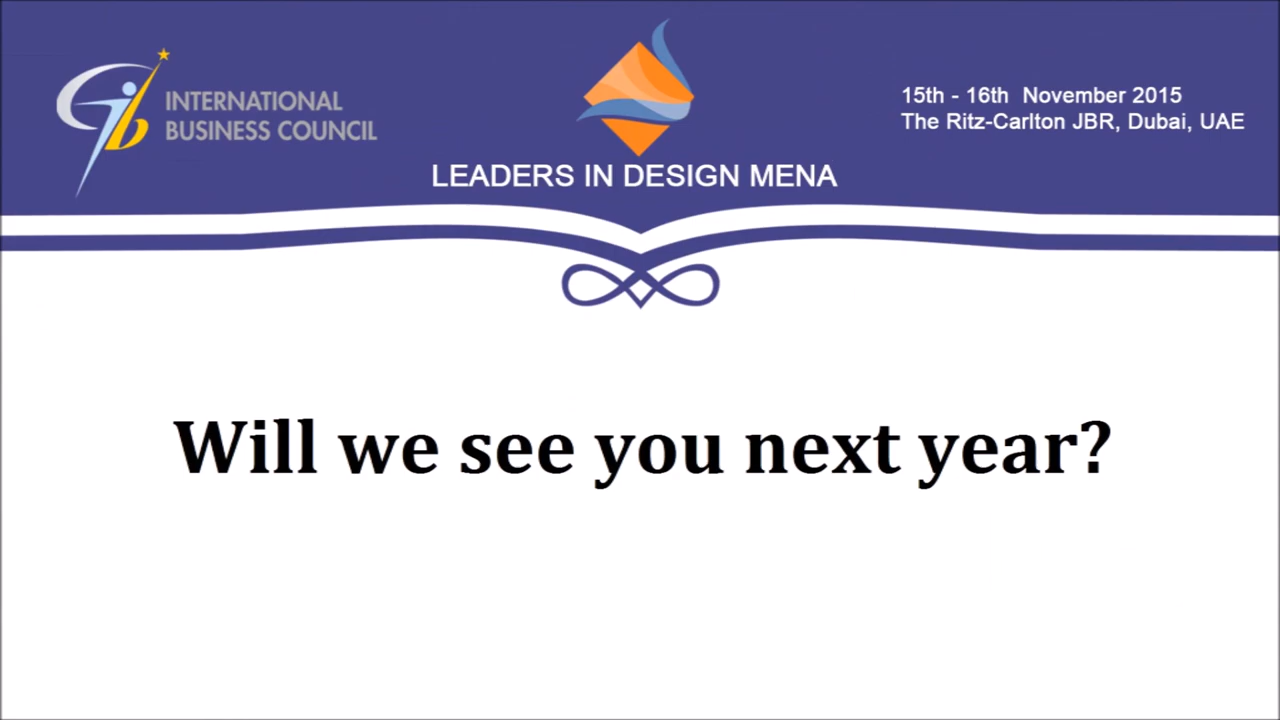 INTERNATIONAL
BUSINESS COUNCIL
LEADERS IN DESIGN MENA
15th - 16th November 2015
The Ritz-Carlton JBR, Dubai, UAE
Will we see you next year?